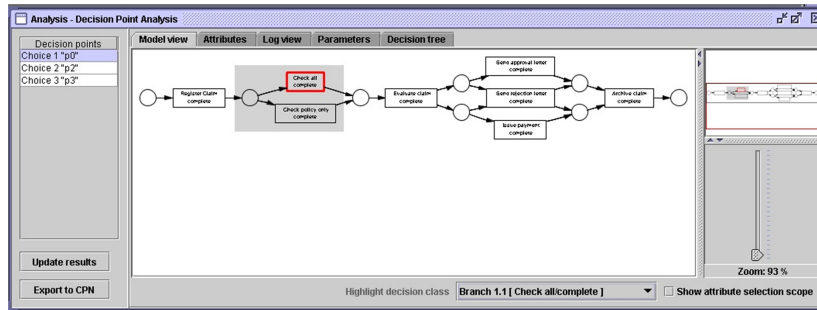 Analysis - Decision Point Analysis
Decision points
Choice 1 "p0"
Choice 2 "p2"
Choice 3 "p3"
Update results
Export to CPN
Model view
Attributes
Log view
Parameters
Decision tree
Register Claim
complete
Check all
complete
Check policy only
complete
Evaluate claim
complete
Send approval letter
complete
Send rejection letter
complete
Issue payment
complete
Archive claim
complete
Zoom: 93 %
Highlight decision class
Branch 1.1 [ Check all/complete ]
Show attribute selection scope